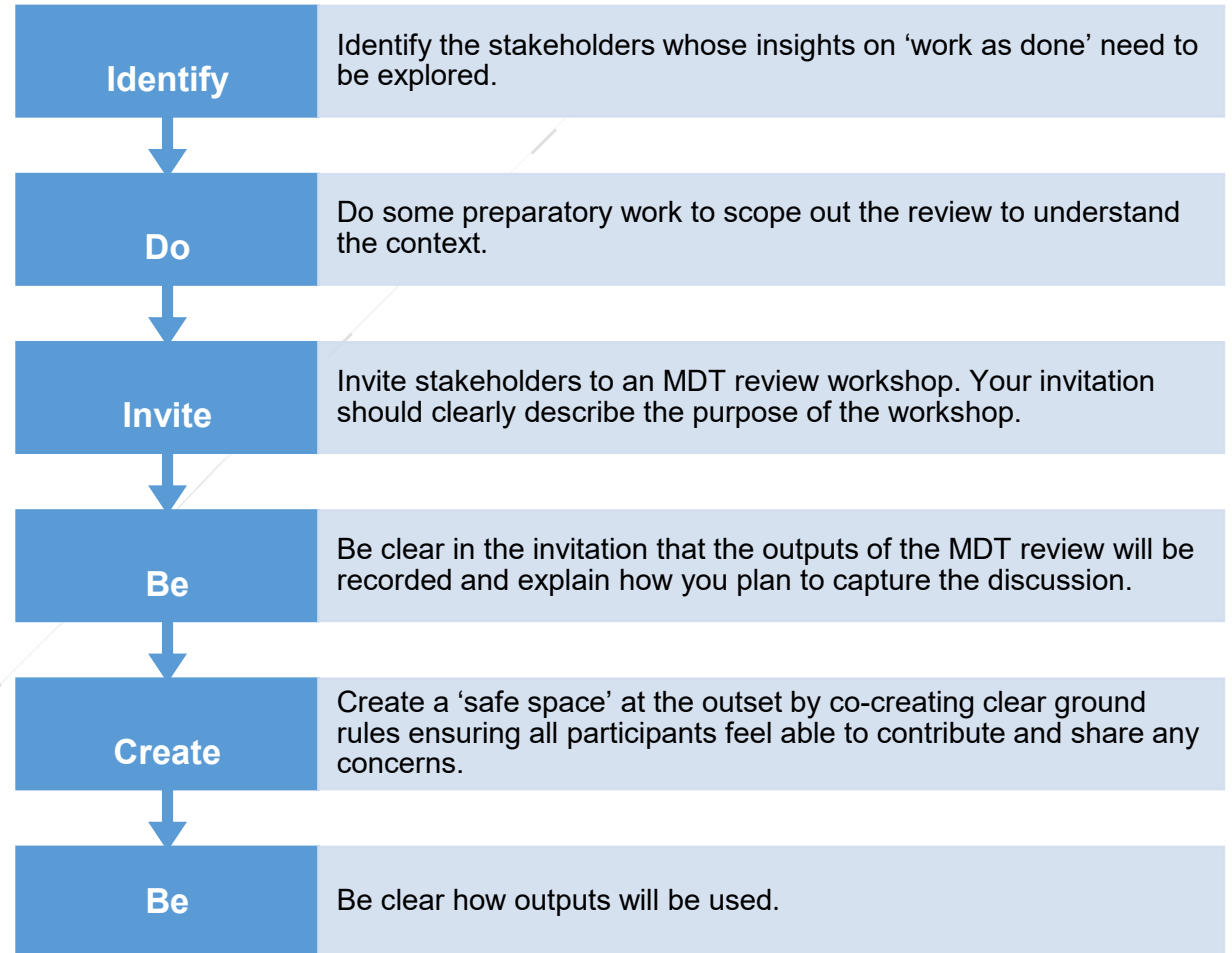 Identify
Identify the stakeholders whose insights on ‘work as done’ need to
be explored.
Do
Do some preparatory work to scope out the review to understand
the context.
Invite
Invite stakeholders to an MDT review workshop. Your invitation
should clearly describe the purpose of the workshop.
Be
Be clear in the invitation that the outputs of the MDT review will be
recorded and explain how you plan to capture the discussion.
Create
Create a ‘safe space’ at the outset by co-creating clear ground
rules ensuring all participants feel able to contribute and share any
concerns.
Be
Be clear how outputs will be used.